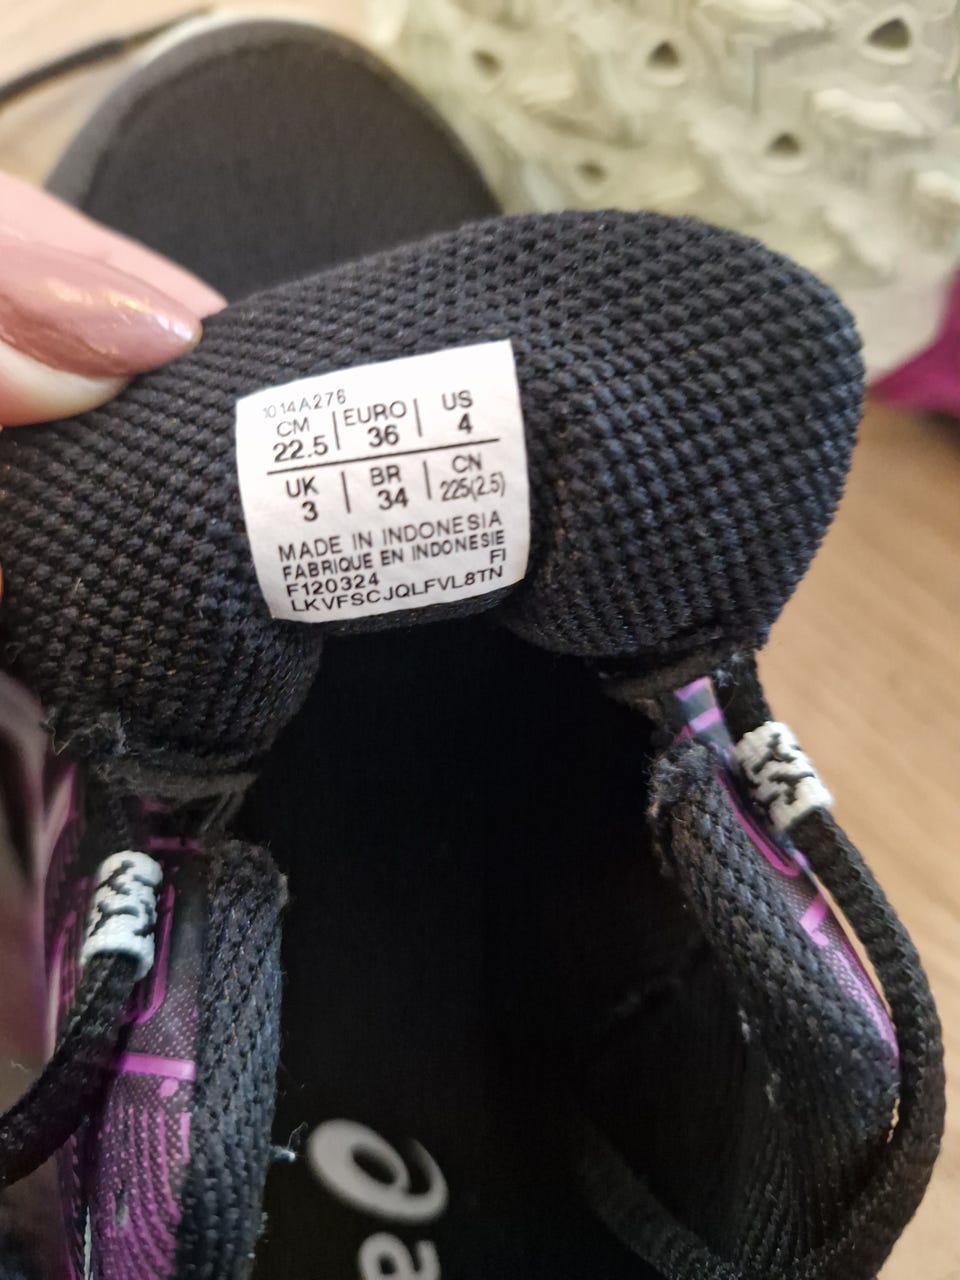 1014A276
CM | EURO | US
22.5 | 36 | 4
UK | BR | CN
3 | 34 | 225(2.5)
MADE IN INDONESIA
FABRIQUE EN INDONESIE
F120324 FI
LKVFSCJQLFVL8TN
a